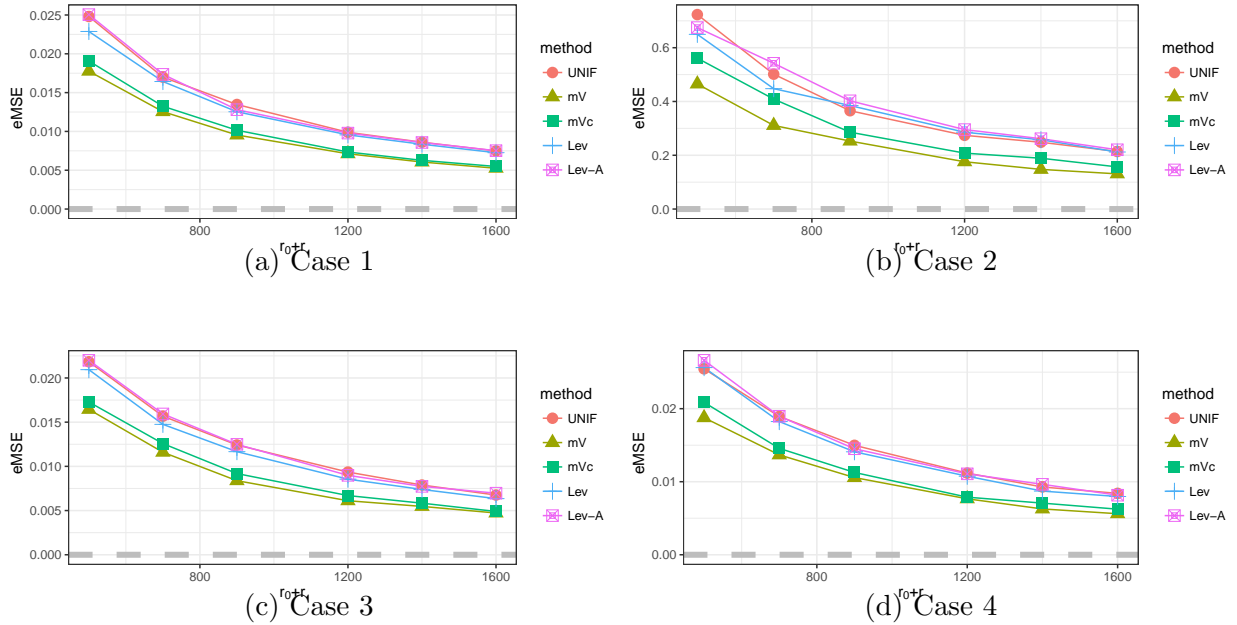 0.025
0.020
0.015
0.010
0.005
0.000
eMSE
800
1200
1600
r₀+r
method
UNIF
mV
mVc
Lev
Lev−A
(a) Case 1
0.6
0.4
0.2
0.0
eMSE
800
1200
1600
r₀+r
method
UNIF
mV
mVc
Lev
Lev−A
(b) Case 2
0.020
0.015
0.010
0.005
0.000
eMSE
800
1200
1600
r₀+r
method
UNIF
mV
mVc
Lev
Lev−A
(c) Case 3
0.02
0.01
0.00
eMSE
800
1200
1600
r₀+r
method
UNIF
mV
mVc
Lev
Lev−A
(d) Case 4